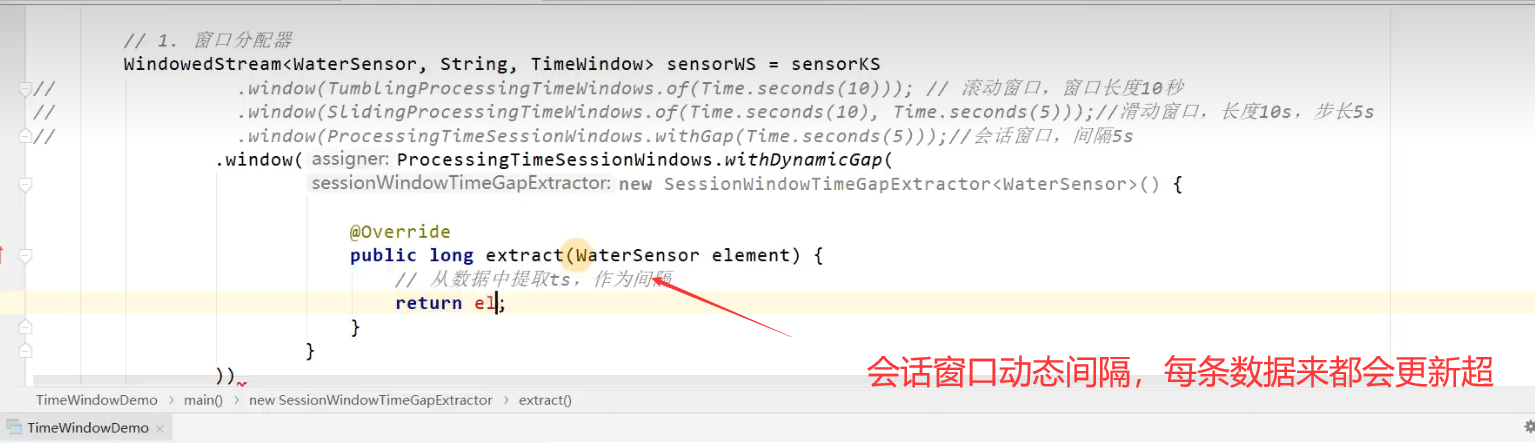 // 1. 窗口分配器
WindowedStream<WaterSensor, String, TimeWindow> sensorWS = sensorKS
// .window(TumblingProcessingTimeWindows.of(Time.seconds(10))); // 滚动窗口，窗口长度10秒
// .window(SlidingProcessingTimeWindows.of(Time.seconds(10), Time.seconds(5)));//滑动窗口，长度10s，步长5s
// .window(ProcessingTimeSessionWindows.withGap(Time.seconds(5)));//会话窗口，间隔5s
.window( assigner: ProcessingTimeSessionWindows.withDynamicGap(
sessionWindowTimeGapExtractor: new SessionWindowTimeGapExtractor<WaterSensor>() {
@Override
public long extract(WaterSensor element) {
// 从数据中提取ts，作为间隔
return el;
}
}
))
会话窗口动态间隔，每条数据来都会更新超
TimeWindowDemo > main() > new SessionWindowTimeGapExtractor > extract()
TimeWindowDemo ×